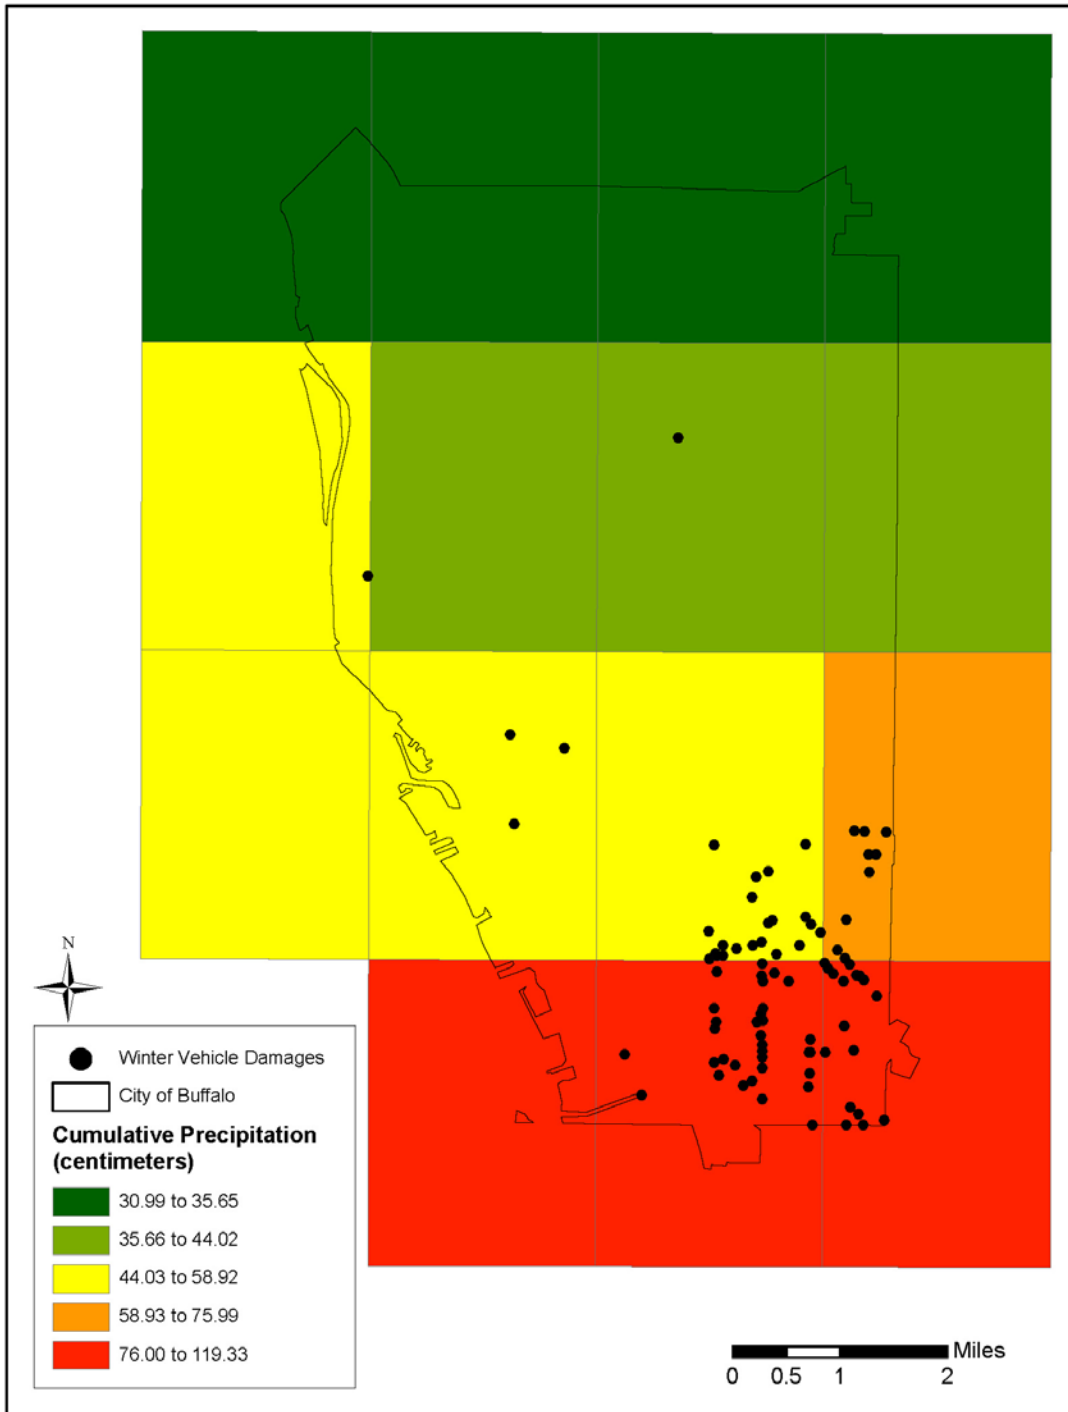 N
Winter Vehicle Damages
City of Buffalo
Cumulative Precipitation
(centimeters)
30.99 to 35.65
35.66 to 44.02
44.03 to 58.92
58.93 to 75.99
76.00 to 119.33
Miles
0 0.5 1 2